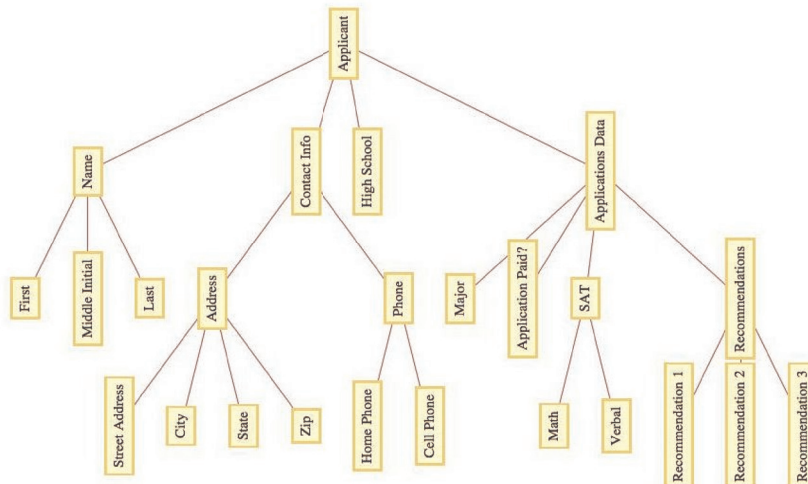 Applicant
Name
Contact Info
High School
Applications Data
First
Middle Initial
Last
Address
Phone
Major
Application Paid?
SAT
Recommendations
Street Address
City
State
Zip
Home Phone
Cell Phone
Math
Verbal
Recommendation 1
Recommendation 2
Recommendation 3